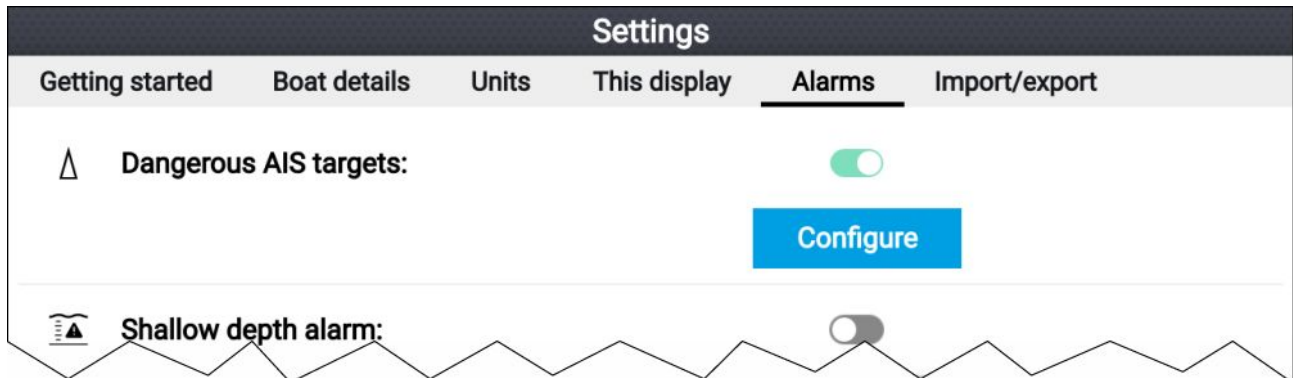 Settings
Getting started Boat details Units This display Alarms Import/export
Dangerous AIS targets:
Configure
Shallow depth alarm: